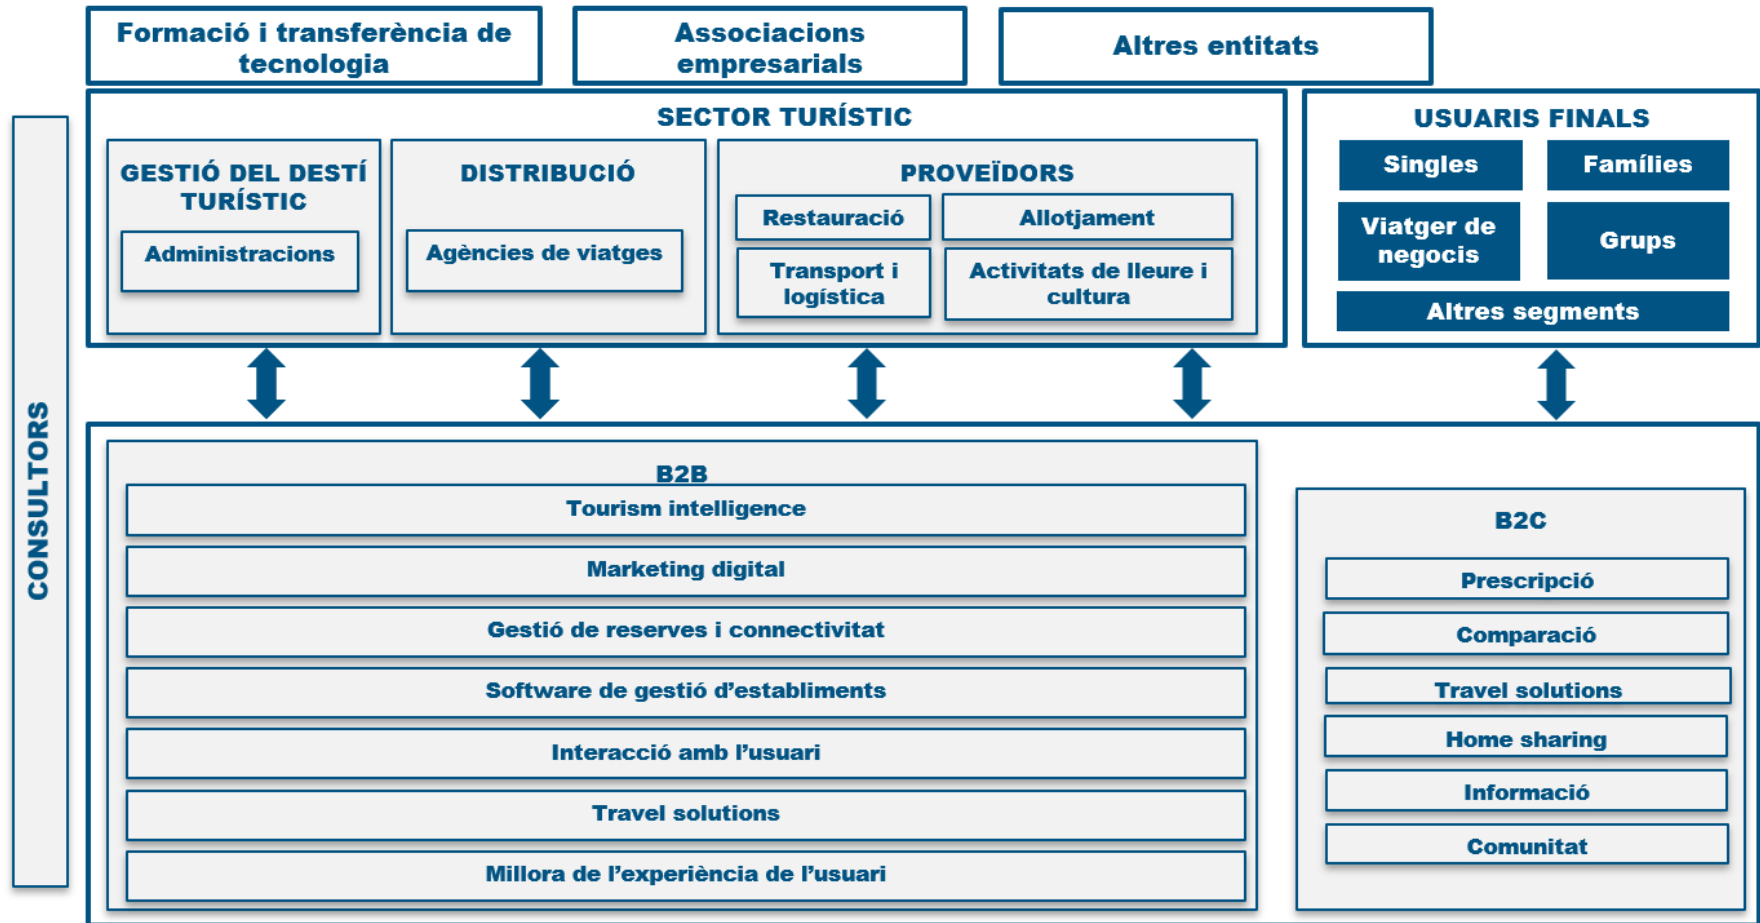 Formació i transferència de
tecnologia
Associacions
empresarials
Altres entitats
CONSULTORS
SECTOR TURÍSTIC
GESTIÓ DEL DESTÍ
TURÍSTIC
Administracions
DISTRIBUCIÓ
Agències de viatges
PROVEÏDORS
Restauració
Allotjament
Transport i
logística
Activitats de lleure i
cultura
USUARIS FINALS
Singles
Famílies
Viatger de
negocis
Grups
Altres segments
B2B
Tourism intelligence
Marketing digital
Gestió de reserves i connectivitat
Software de gestió d'establiments
Interacció amb l'usuari
Travel solutions
Millora de l'experiència de l'usuari
B2C
Prescripció
Comparació
Travel solutions
Home sharing
Informació
Comunitat